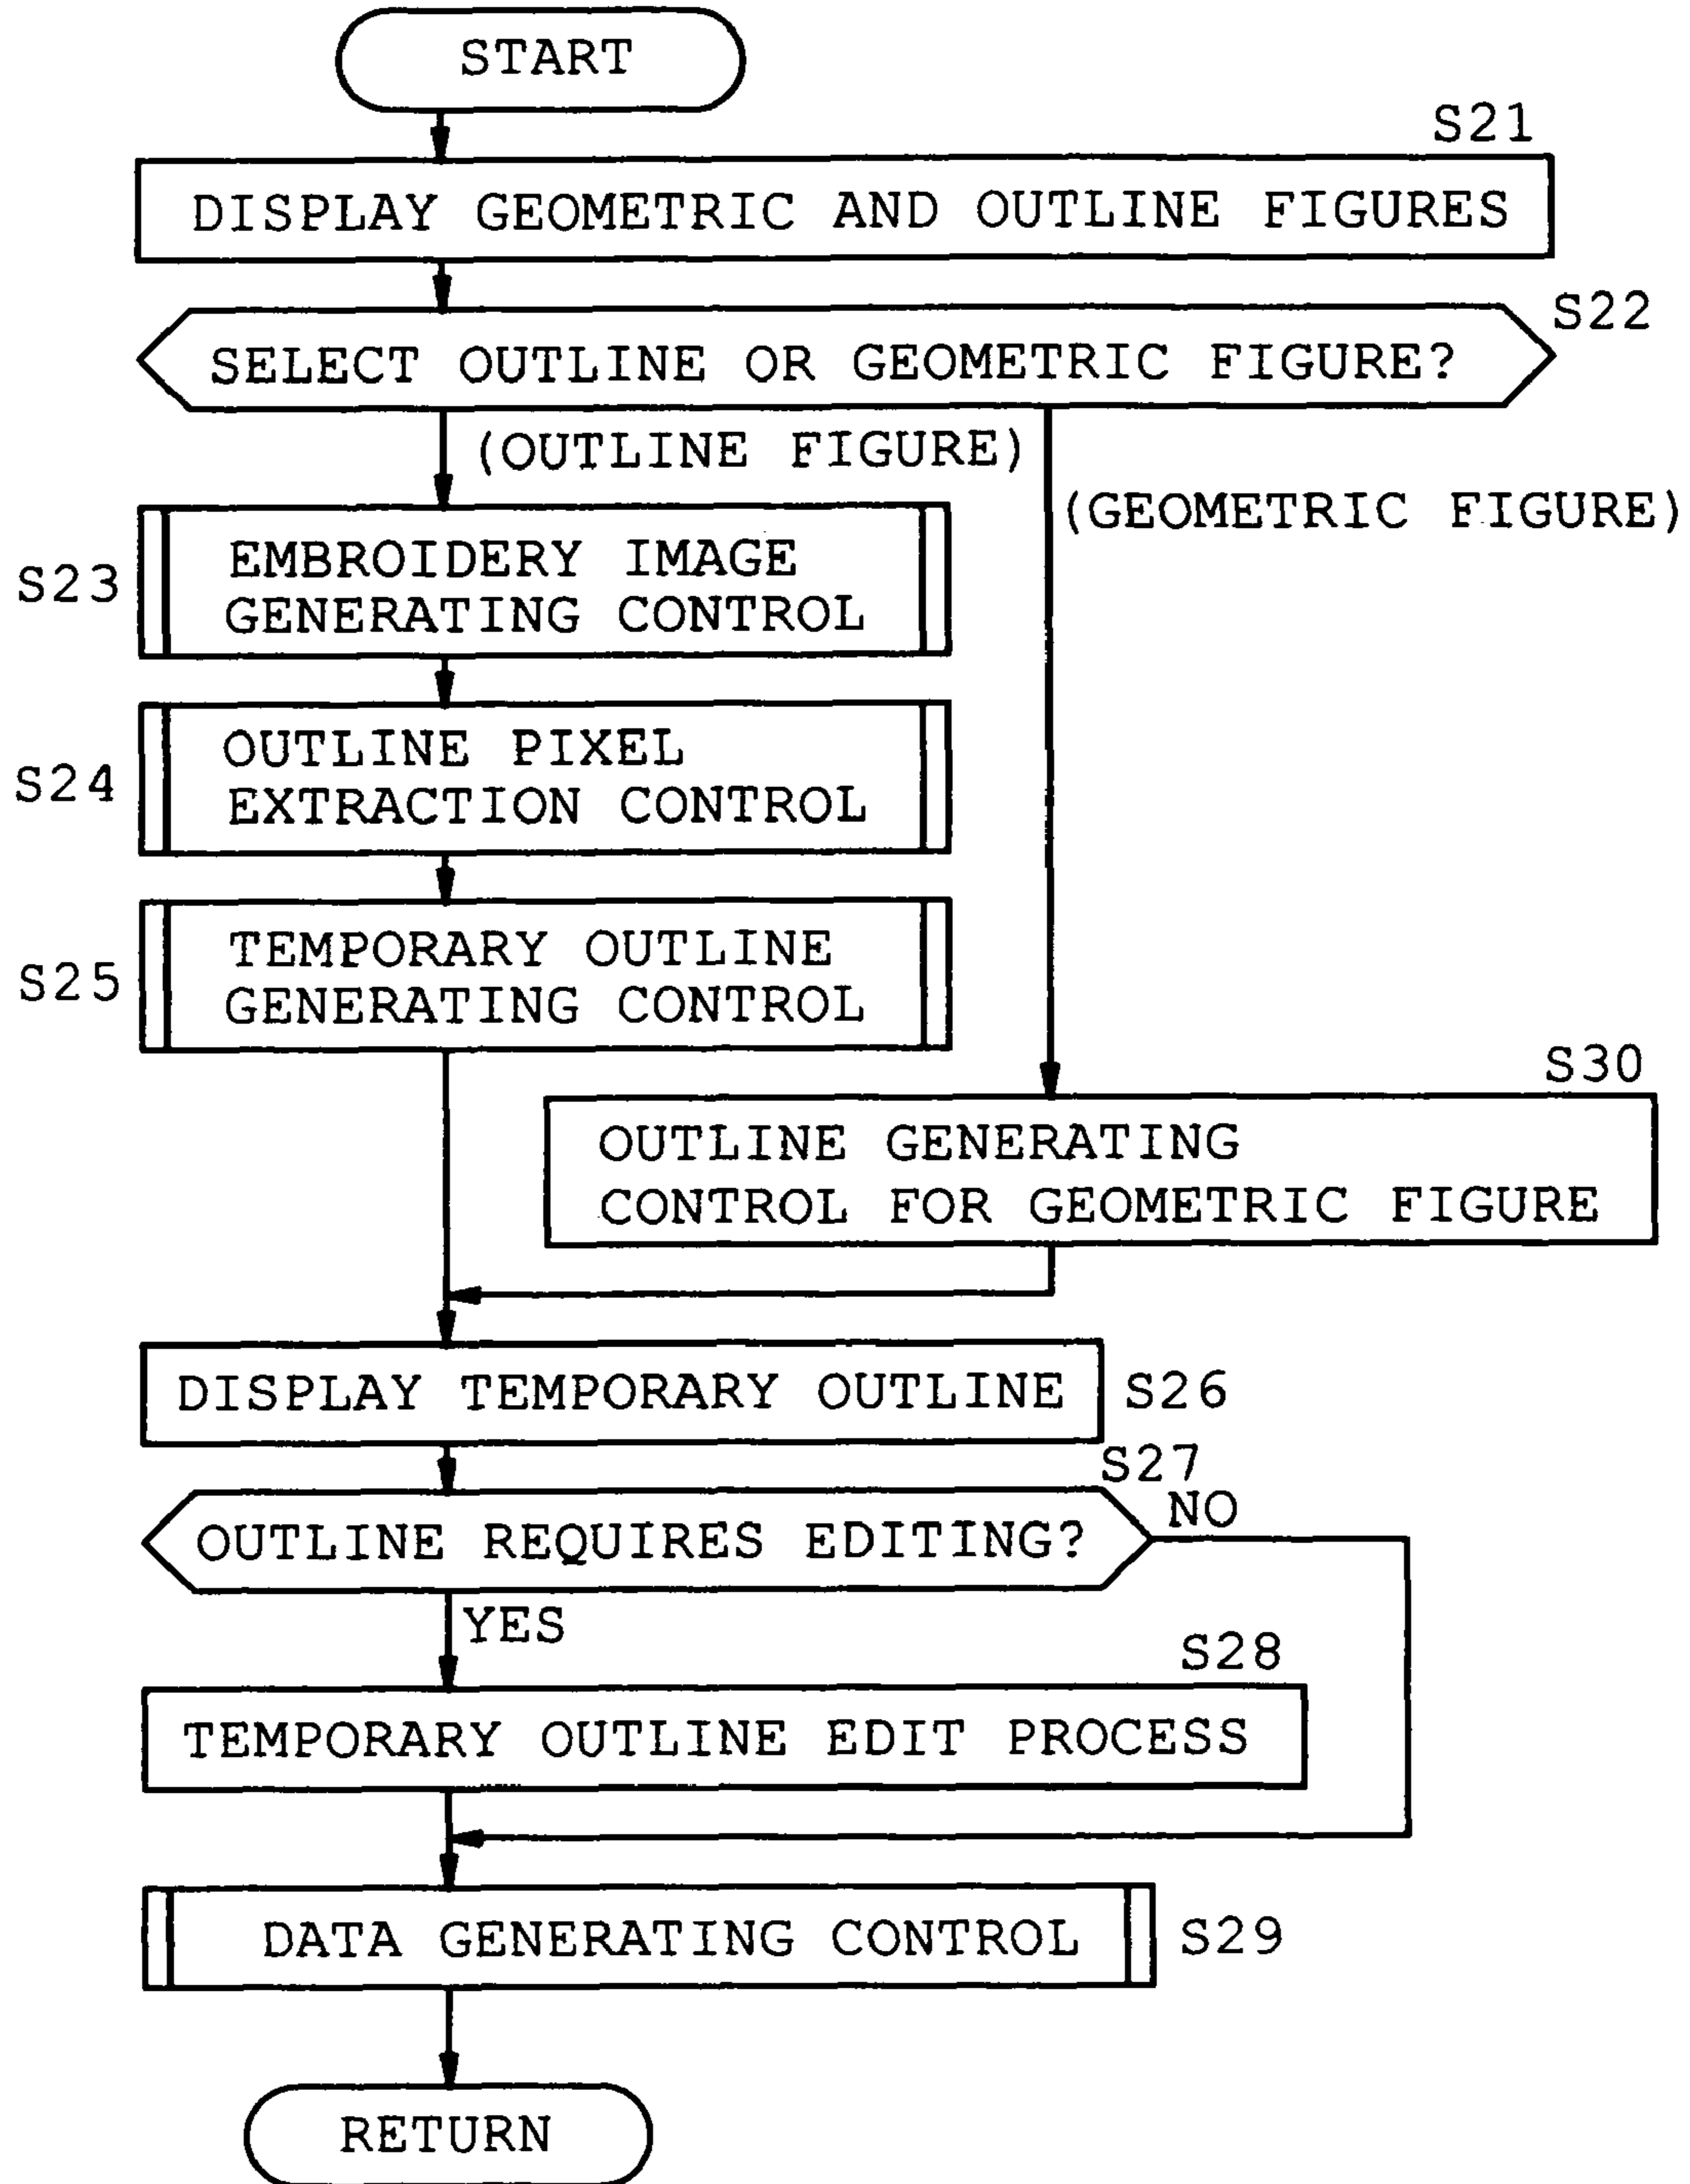 START
S21
DISPLAY GEOMETRIC AND OUTLINE FIGURES
S22
SELECT OUTLINE OR GEOMETRIC FIGURE?
(OUTLINE FIGURE)
(GEOMETRIC FIGURE)
S23
EMBROIDERY IMAGE
GENERATING CONTROL
S24
OUTLINE PIXEL
EXTRACTION CONTROL
S25
TEMPORARY OUTLINE
GENERATING CONTROL
S30
OUTLINE GENERATING
CONTROL FOR GEOMETRIC FIGURE
DISPLAY TEMPORARY OUTLINE
S26
S27
NO
OUTLINE REQUIRES EDITING?
YES
S28
TEMPORARY OUTLINE EDIT PROCESS
DATA GENERATING CONTROL
S29
RETURN